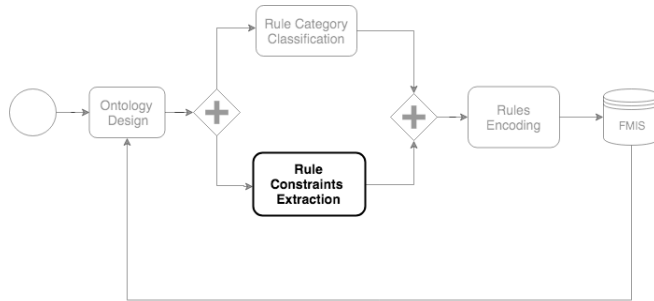 Rule Category
Classification
Ontology
Design
Rules
Encoding
FMIS
Rule
Constraints
Extraction